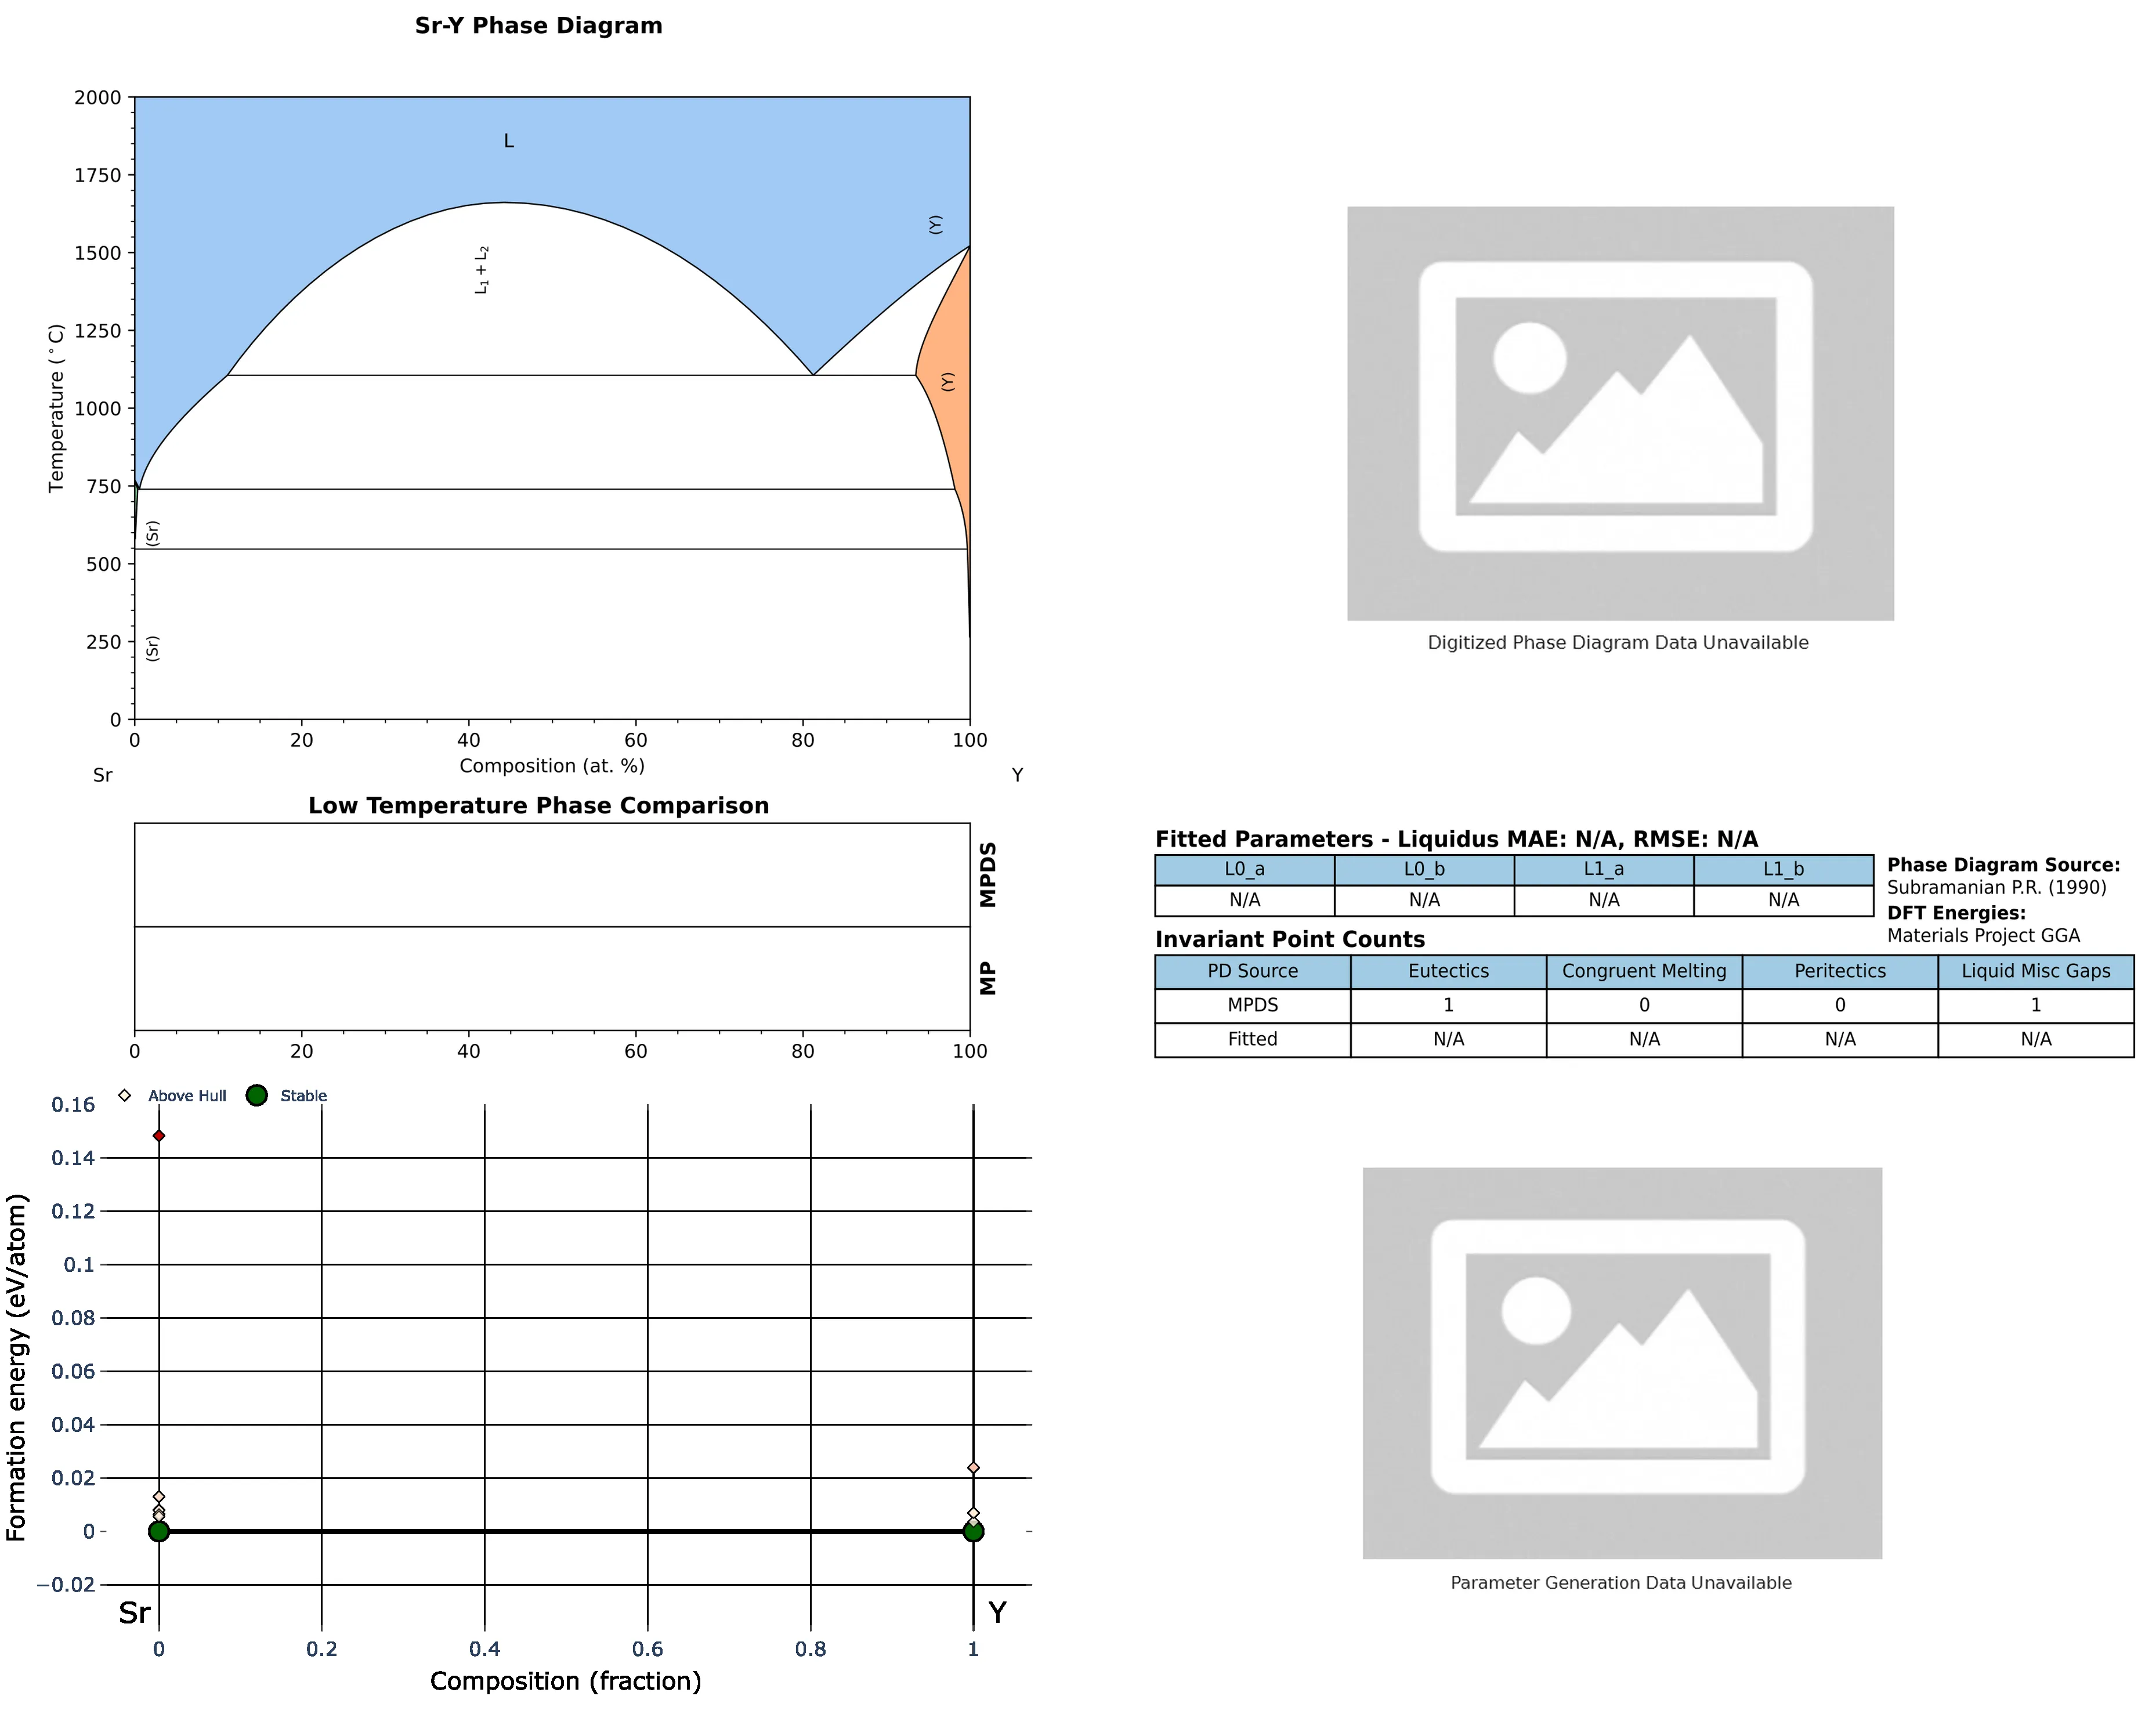 Sr-Y Phase Diagram
2000
1750
1500
1250
1000
750
500
250
0
Temperature (°C)
L
L₁ + L₂
(Y)
(Y)
(Sr)
(Sr)
0 20 40 60 80 100
Composition (at. %)
Sr Y
Digitized Phase Diagram Data Unavailable
Low Temperature Phase Comparison
MPDS
MP
0 20 40 60 80 100
Fitted Parameters - Liquidus MAE: N/A, RMSE: N/A
L0_a L0_b L1_a L1_b
N/A N/A N/A N/A
Phase Diagram Source:
Subramanian P.R. (1990)
DFT Energies:
Materials Project GGA
Invariant Point Counts
PD Source Eutectics Congruent Melting Peritectics Liquid Misc Gaps
MPDS 1 0 0 1
Fitted N/A N/A N/A N/A
Above Hull Stable
0.16
0.14
0.12
0.1
0.08
0.06
0.04
0.02
0
−0.02
Formation energy (eV/atom)
Sr Y
0 0.2 0.4 0.6 0.8 1
Composition (fraction)
Parameter Generation Data Unavailable